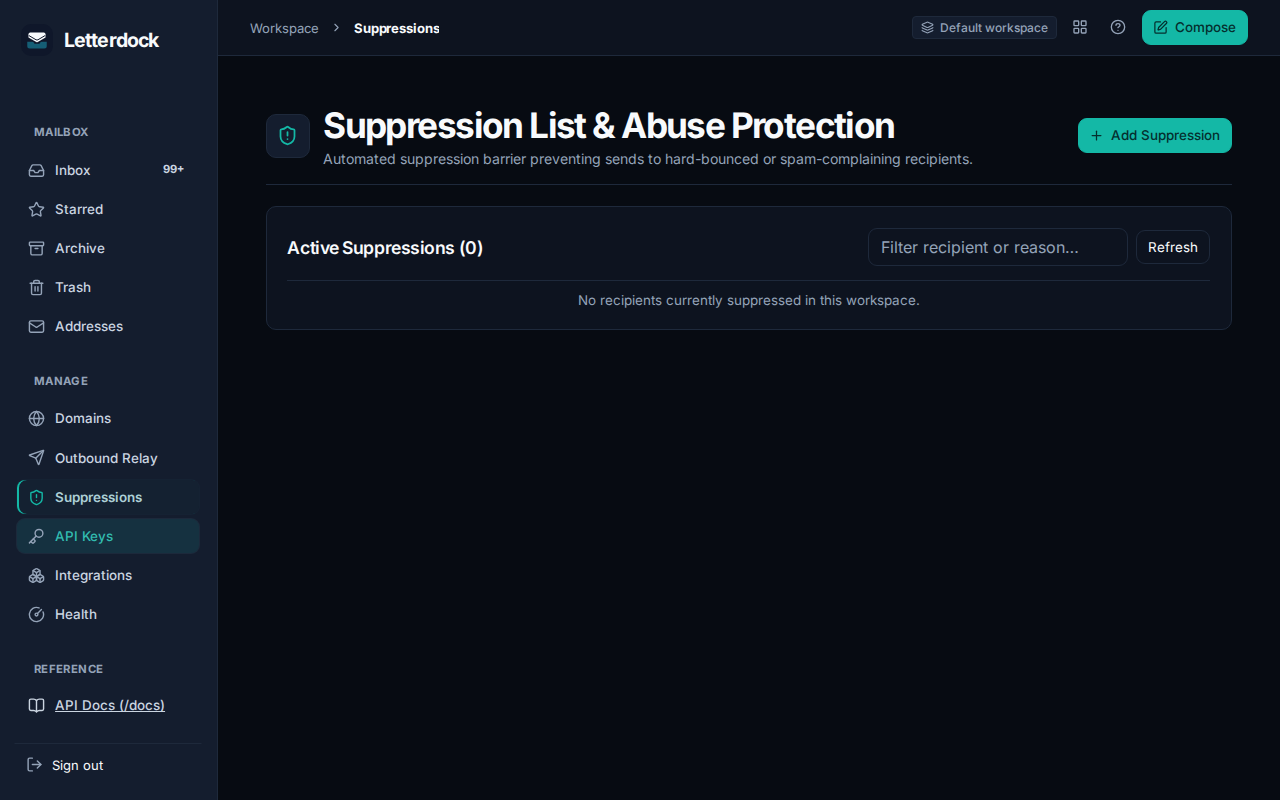 Letterdock
MAILBOX
Inbox 99+
Starred
Archive
Trash
Addresses
MANAGE
Domains
Outbound Relay
Suppressions
API Keys
Integrations
Health
REFERENCE
API Docs (/docs)
Sign out
Workspace > Suppressions
Default workspace
Compose
Suppression List & Abuse Protection
Automated suppression barrier preventing sends to hard-bounced or spam-complaining recipients.
Add Suppression
Active Suppressions (0)
Filter recipient or reason...
Refresh
No recipients currently suppressed in this workspace.